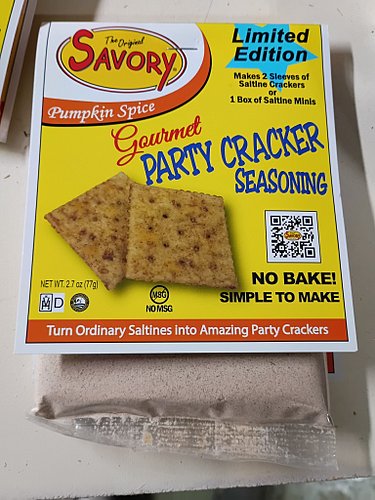 The Original
SAVORY
Pumpkin Spice
Limited
Edition
Makes 2 Sleeves of
Saltine Crackers
or
1 Box of Saltine Minis
Gourmet
PARTY CRACKER
SEASONING
SAVORY
NET WT. 2.7 oz (77g)
D
MSG
NO MSG
NO BAKE!
SIMPLE TO MAKE
Turn Ordinary Saltines into Amazing Party Crackers